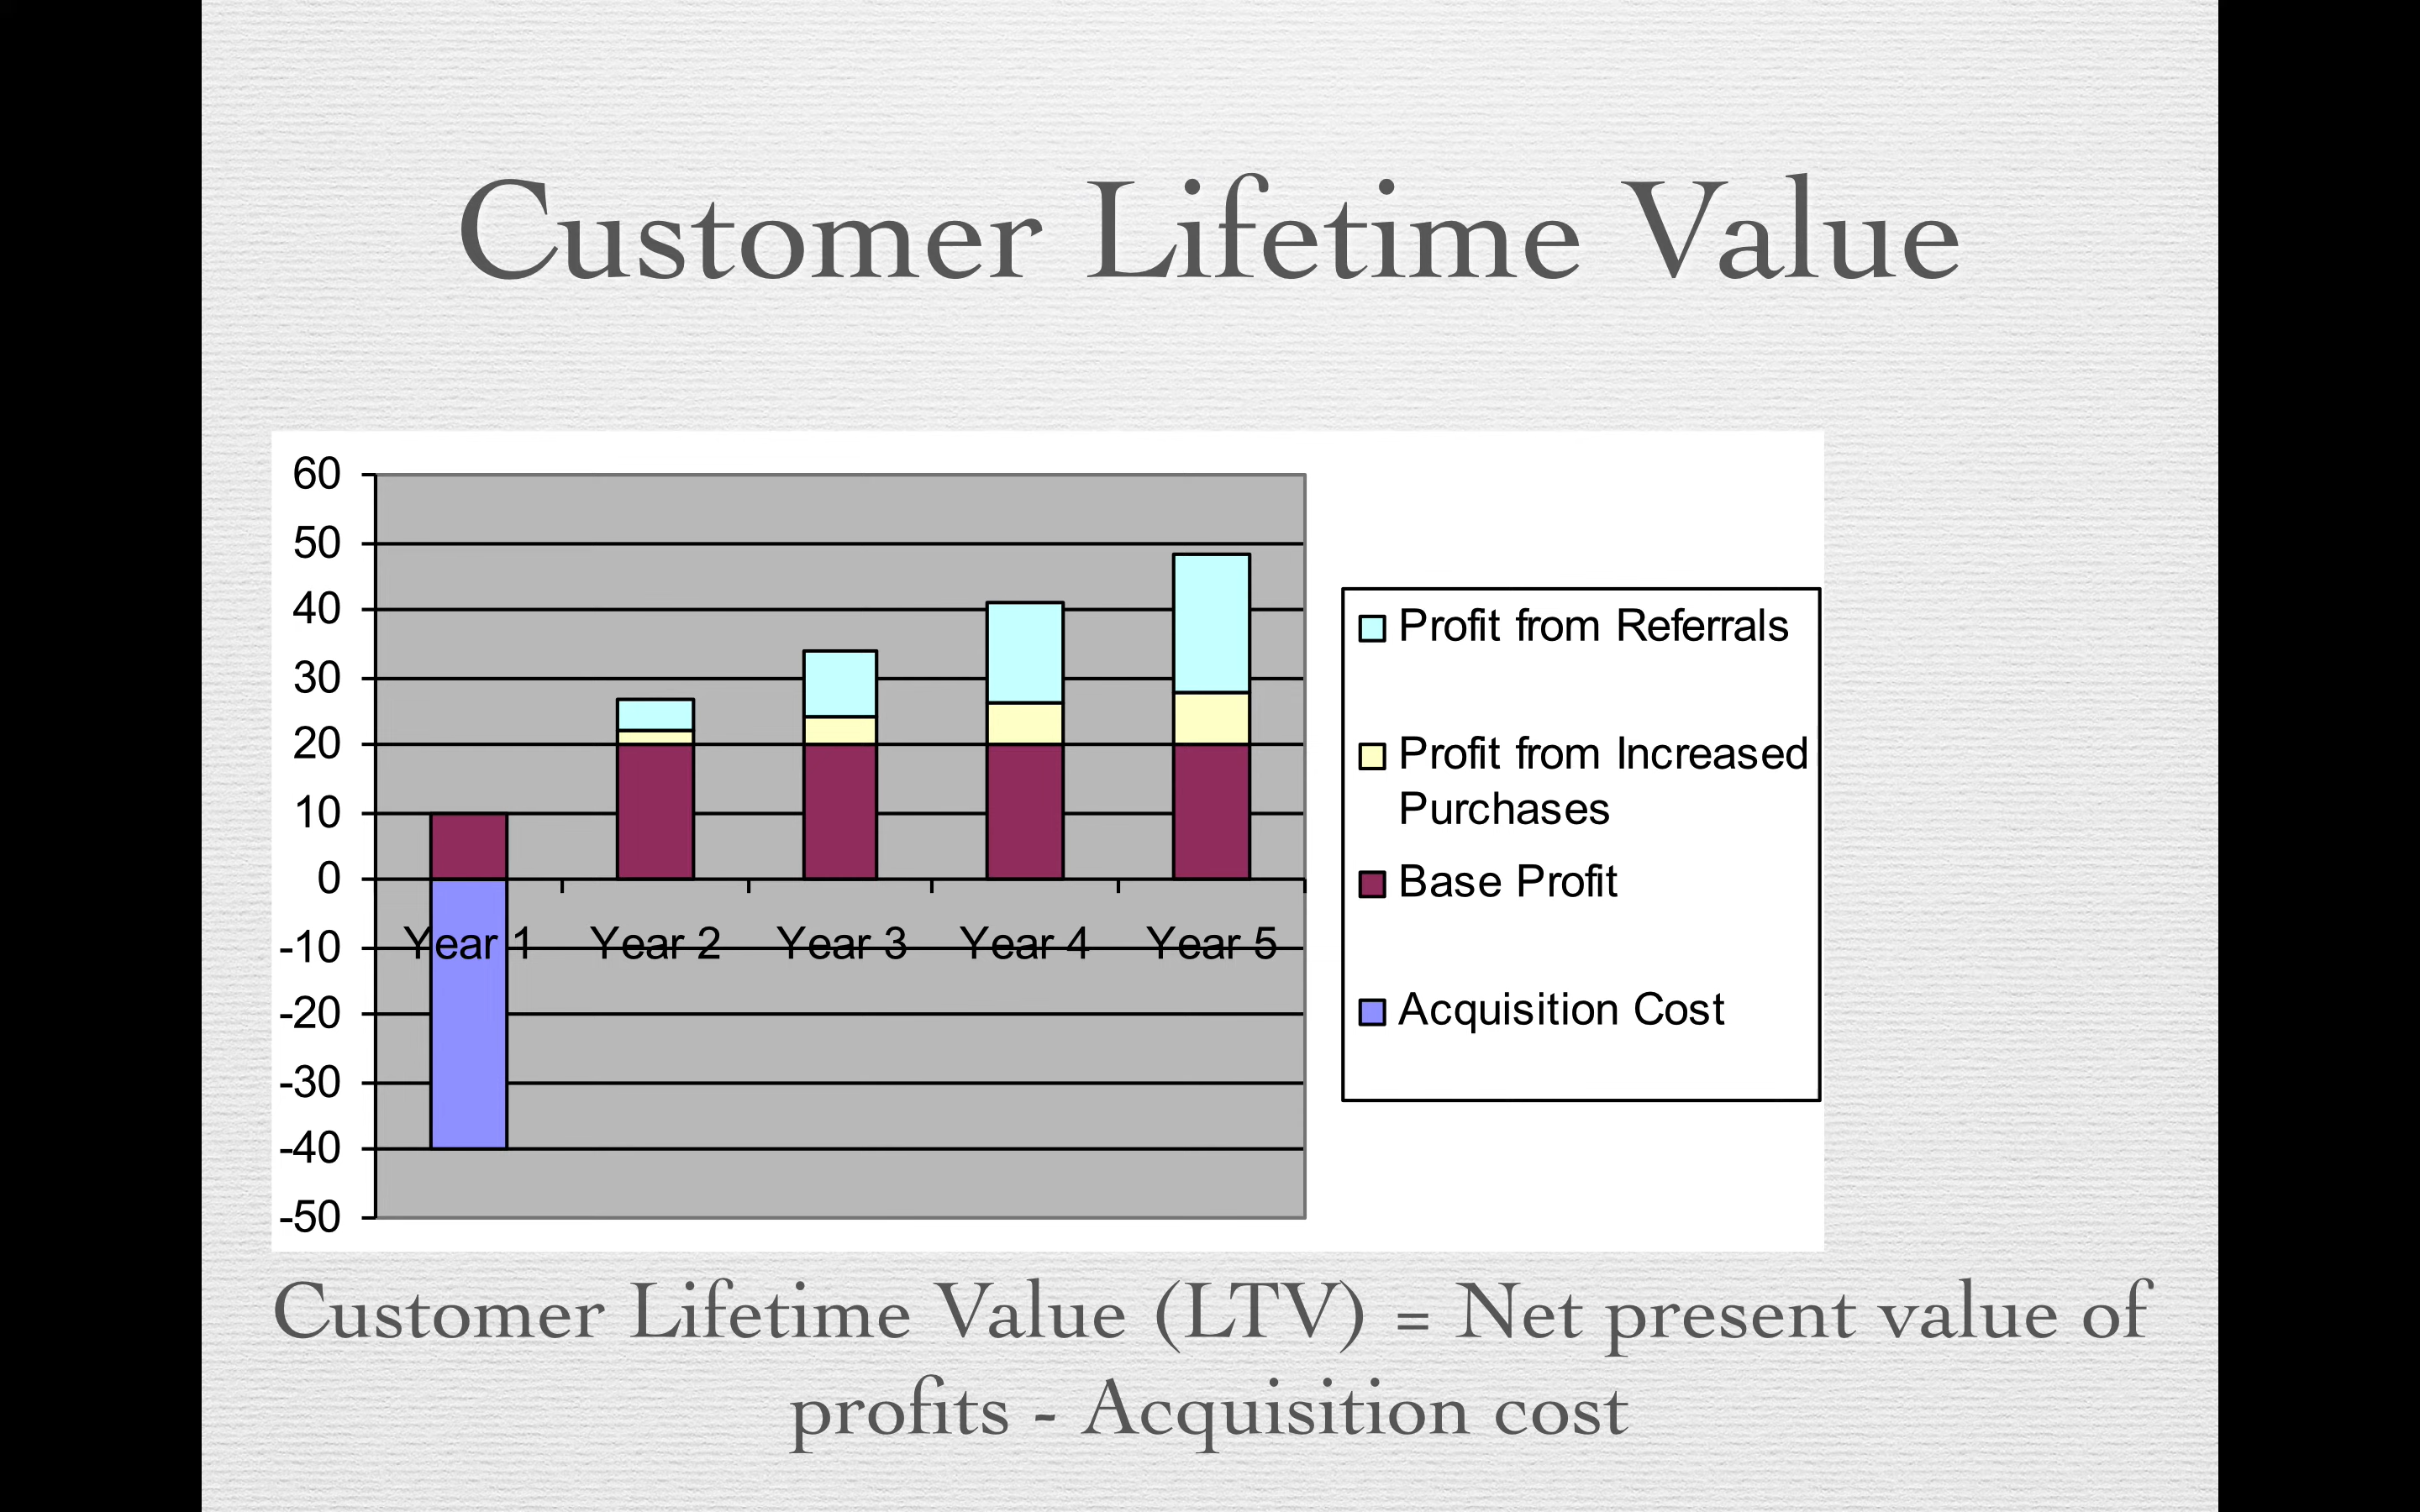 Customer Lifetime Value
60
50
40
30
20
10
0
-10
-20
-30
-40
-50
Year 1 Year 2 Year 3 Year 4 Year 5
Profit from Referrals
Profit from Increased
Purchases
Base Profit
Acquisition Cost
Customer Lifetime Value (LTV) = Net present value of
profits - Acquisition cost